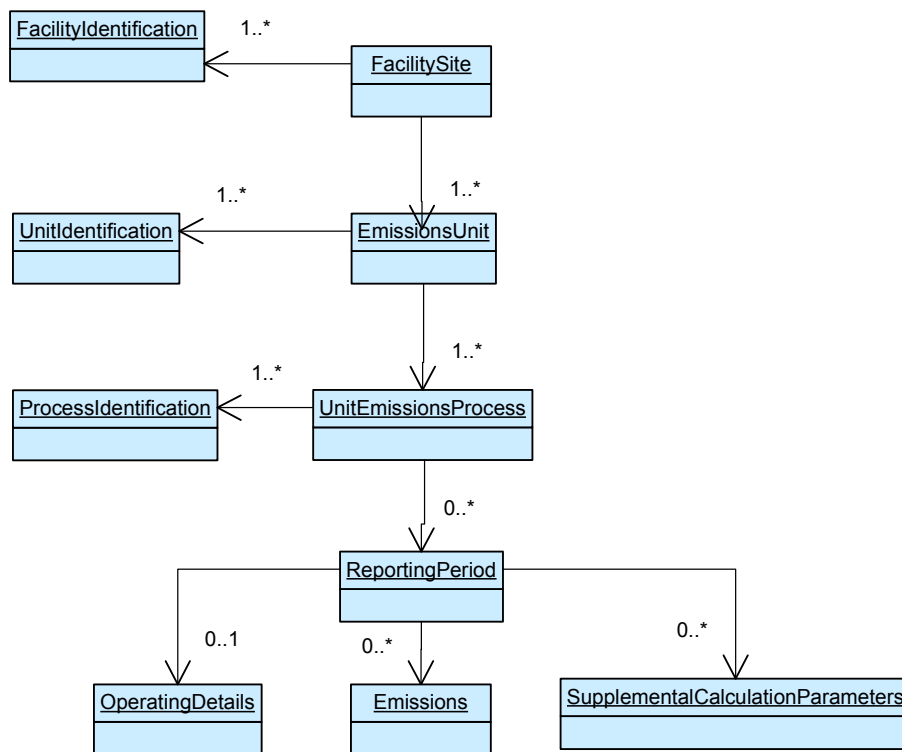 FacilityIdentification
1..*
FacilitySite
1..*
1..*
UnitIdentification
EmissionsUnit
1..*
1..*
ProcessIdentification
UnitEmissionsProcess
0..*
ReportingPeriod
0..1
0..*
0..*
OperatingDetails
Emissions
SupplementalCalculationParameters